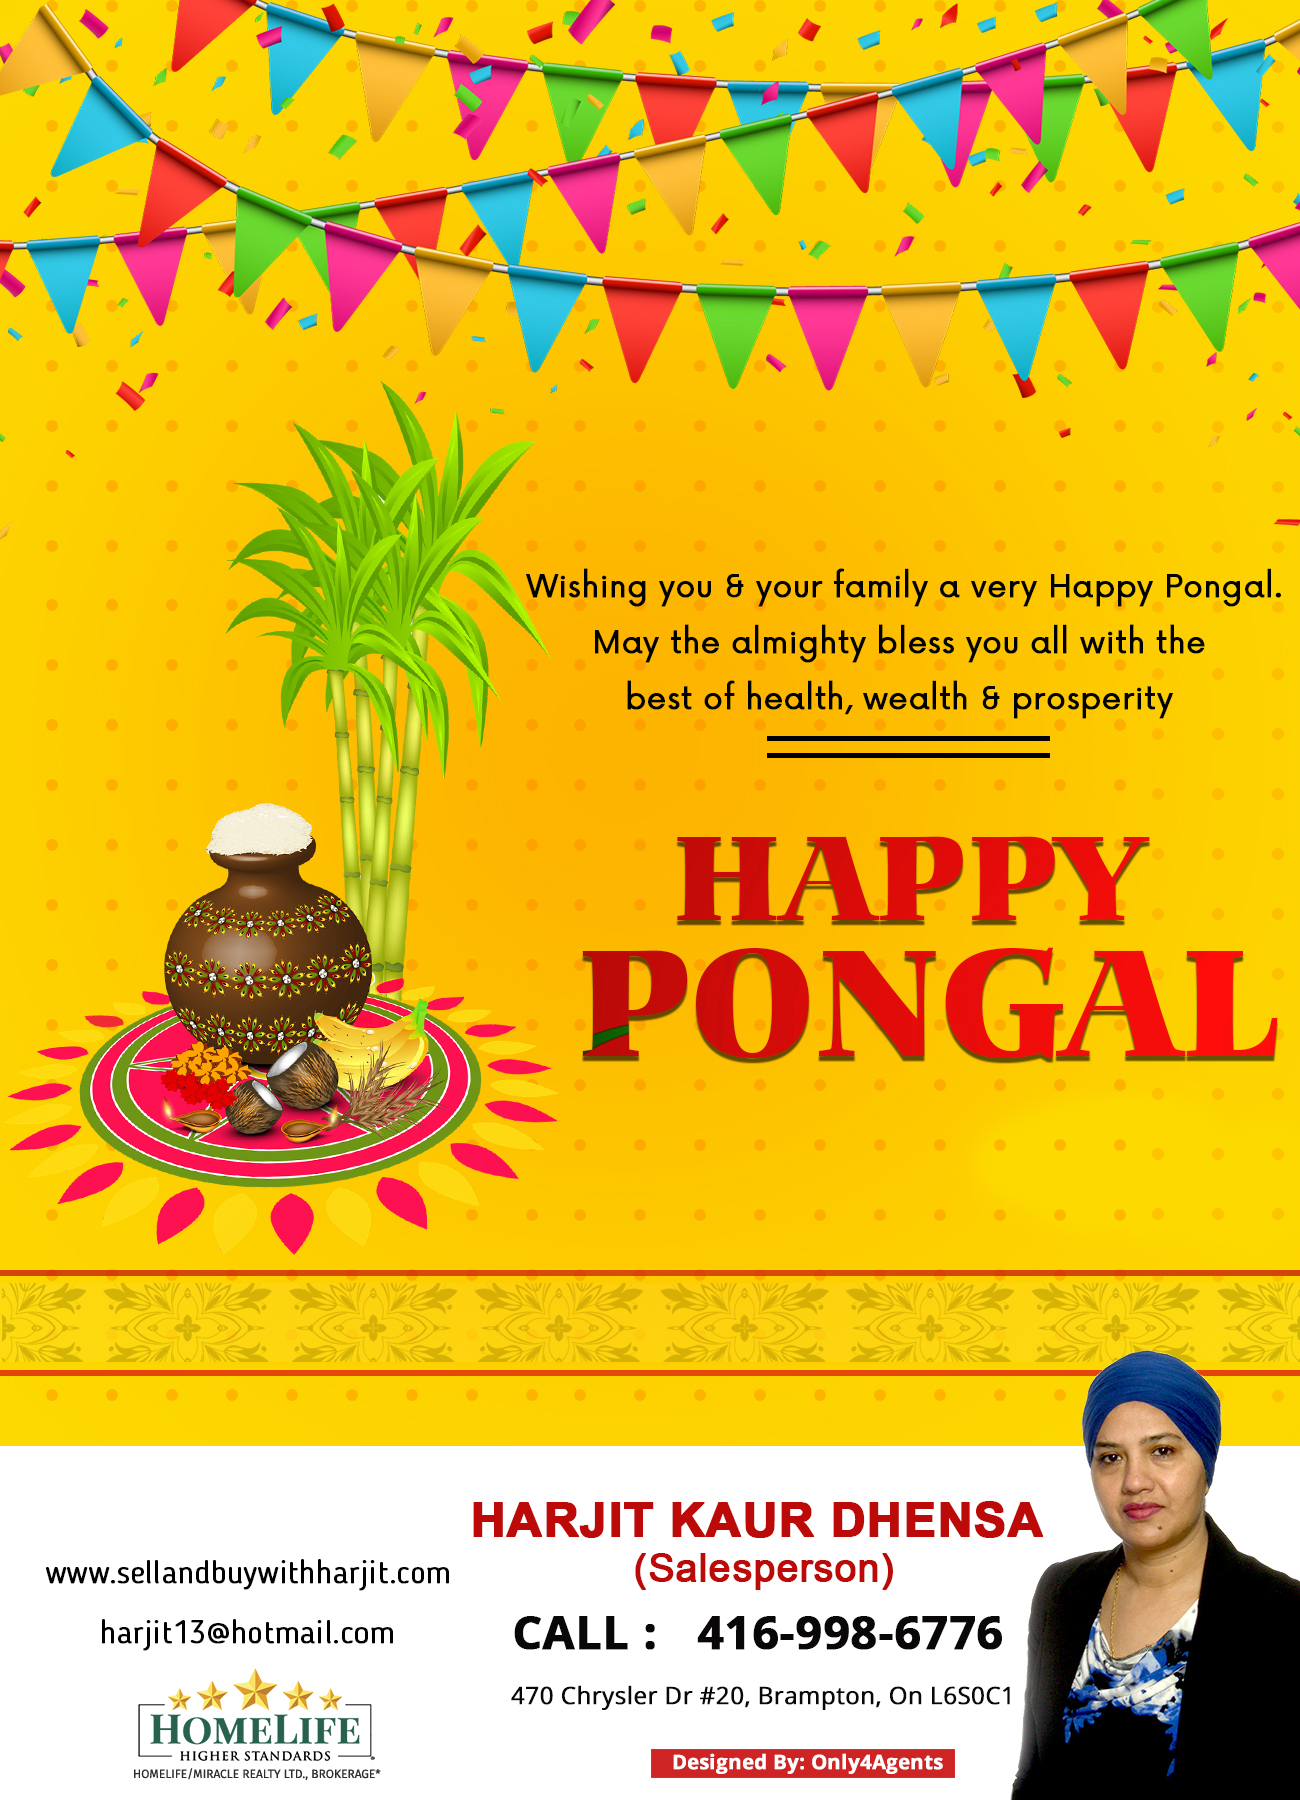 Wishing you & your family a very Happy Pongal.
May the almighty bless you all with the
best of health, wealth & prosperity
HAPPY
PONGAL
HARJIT KAUR DHENSA
(Salesperson)
CALL : 416-998-6776
470 Chrysler Dr #20, Brampton, On L6S0C1
Designed By: Only4Agents
www.sellandbuywithharjit.com
harjit13@hotmail.com
HOMELIFE
HIGHER STANDARDS
HOMELIFE/MIRACLE REALTY LTD., BROKERAGE*